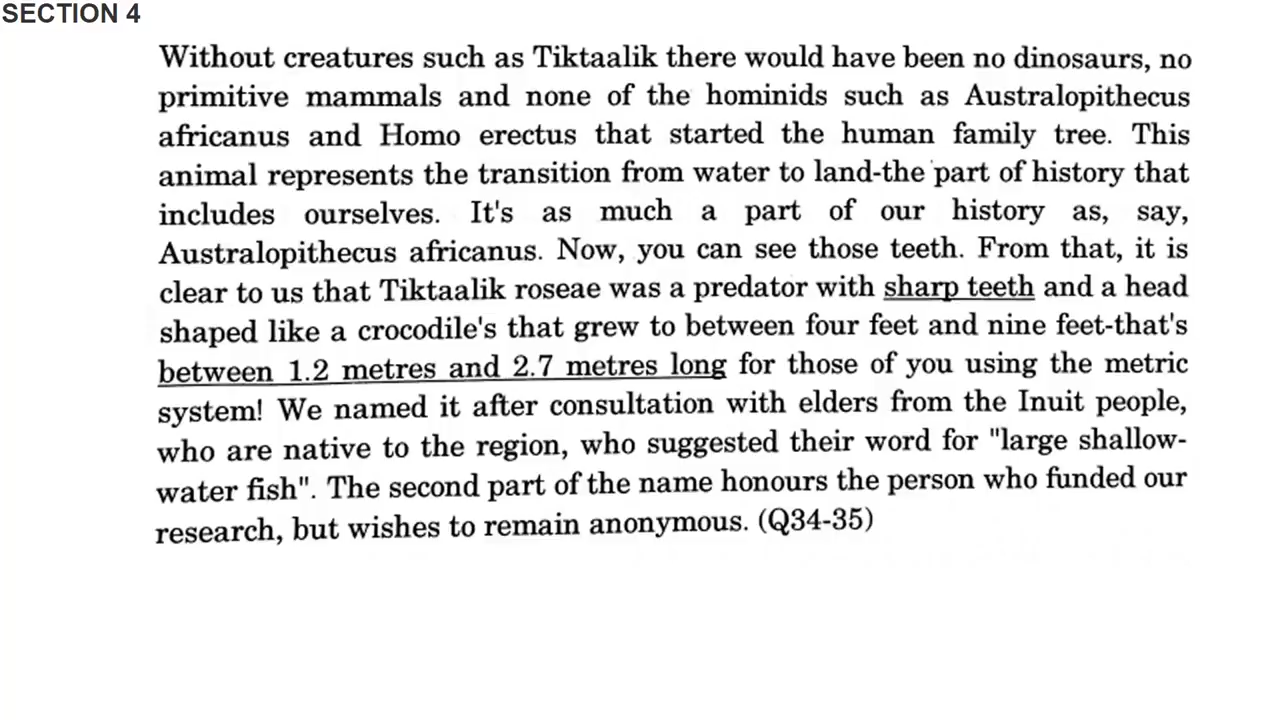 SECTION 4
Without creatures such as Tiktaalik there would have been no dinosaurs, no
primitive mammals and none of the hominids such as Australopithecus
africanus and Homo erectus that started the human family tree. This
animal represents the transition from water to land-the part of history that
includes ourselves. It's as much a part of our history as, say,
Australopithecus africanus. Now, you can see those teeth. From that, it is
clear to us that Tiktaalik roseae was a predator with sharp teeth and a head
shaped like a crocodile's that grew to between four feet and nine feet-that's
between 1.2 metres and 2.7 metres long for those of you using the metric
system! We named it after consultation with elders from the Inuit people,
who are native to the region, who suggested their word for "large shallow-
water fish". The second part of the name honours the person who funded our
research, but wishes to remain anonymous. (Q34-35)